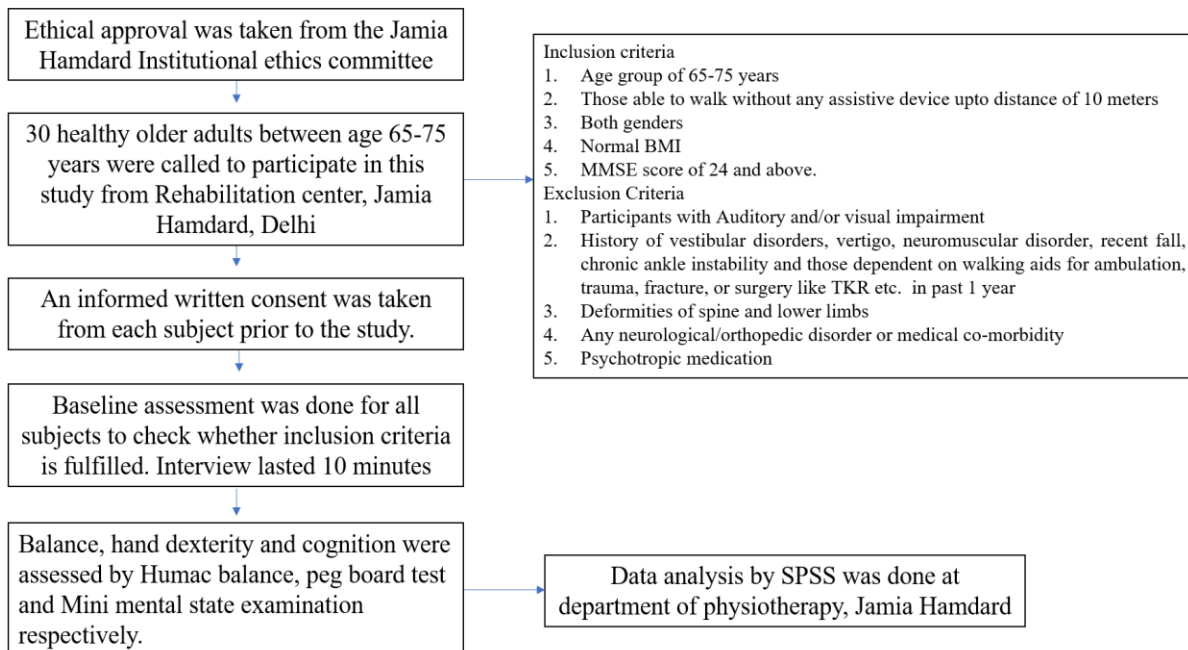 Ethical approval was taken from the Jamia
Hamdard Institutional ethics committee
30 healthy older adults between age 65-75
years were called to participate in this
study from Rehabilitation center, Jamia
Hamdard, Delhi
Inclusion criteria
1. Age group of 65-75 years
2. Those able to walk without any assistive device upto distance of 10 meters
3. Both genders
4. Normal BMI
5. MMSE score of 24 and above.
Exclusion Criteria
1. Participants with Auditory and/or visual impairment
2. History of vestibular disorders, vertigo, neuromuscular disorder, recent fall,
chronic ankle instability and those dependent on walking aids for ambulation,
trauma, fracture, or surgery like TKR etc. in past 1 year
3. Deformities of spine and lower limbs
4. Any neurological/orthopedic disorder or medical co-morbidity
5. Psychotropic medication
An informed written consent was taken
from each subject prior to the study.
Baseline assessment was done for all
subjects to check whether inclusion criteria
is fulfilled. Interview lasted 10 minutes
Balance, hand dexterity and cognition were
assessed by Humac balance, peg board test
and Mini mental state examination
respectively.
Data analysis by SPSS was done at
department of physiotherapy, Jamia Hamdard